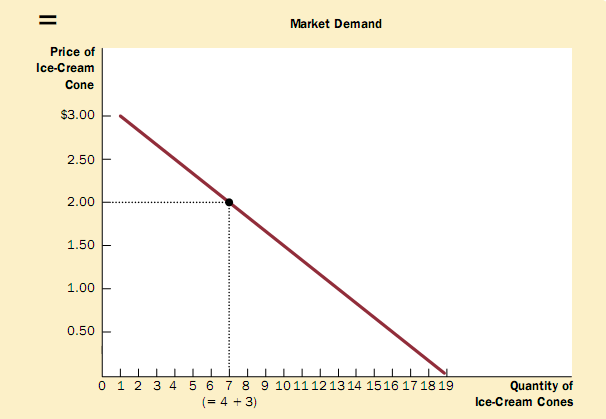 =
Market Demand
Price of
Ice-Cream
Cone
$3.00
2.50
2.00
1.50
1.00
0.50
0 1 2 3 4 5 6 7 8 9 10 11 12 13 14 15 16 17 18 19
(= 4 + 3)
Quantity of
Ice-Cream Cones